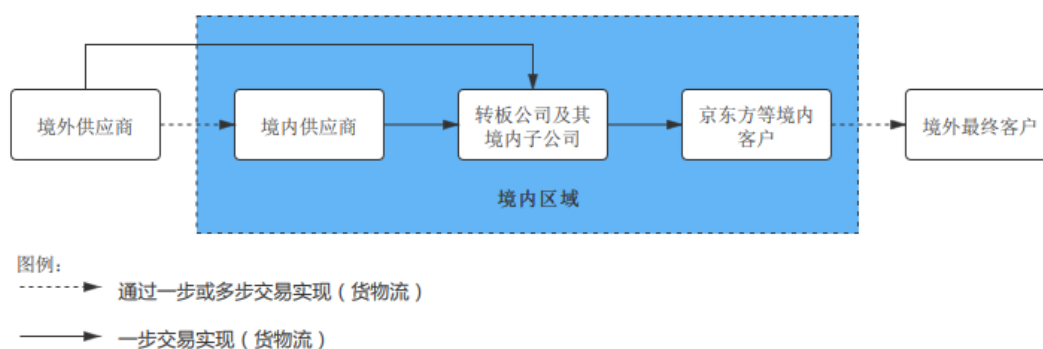 境外供应商
境内供应商
转板公司及其
境内子公司
京东方等境内
客户
境外最终客户
境内区域
图例：
通过一步或多步交易实现（货物流）
一步交易实现（货物流）